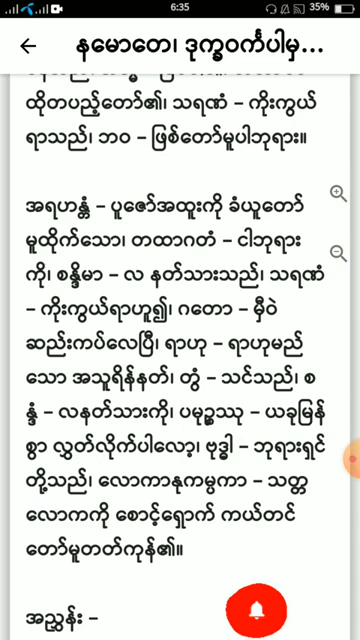 6:35
35%
နမောတေ၊ ဒုက္ခဝင်္ကပါမှ...
ထိုတပည့်တော်၏၊ သရဏံ – ကိုးကွယ်
ရာသည်၊ ဘဝ – ဖြစ်တော်မူပါဘုရား။
အရဟန္တံ – ပူဇော်အထူးကို ခံယူတော်
မူထိုက်သော၊ တထာဂတံ – ငါဘုရား
ကို၊ စန္ဒိမာ – လ နတ်သားသည်၊ သရဏံ
– ကိုးကွယ်ရာဟူ၍၊ ဂတော – မှီဝဲ
ဆည်းကပ်လေပြီ၊ ရာဟု – ရာဟုမည်
သော အသူရိန်နတ်၊ တွံ – သင်သည်၊ စ
န္ဒံ – လနတ်သားကို၊ ပမုဉ္စဿု – ယခုမြန်
စွာ လွှတ်လိုက်ပါလော့၊ ဗုဒ္ဓါ – ဘုရားရှင်
တို့သည်၊ လောကာနုကမ္ပကာ – သတ္တ
လောကကို စောင့်ရှောက် ကယ်တင်
တော်မူတတ်ကုန်၏။
အညွှန်း –